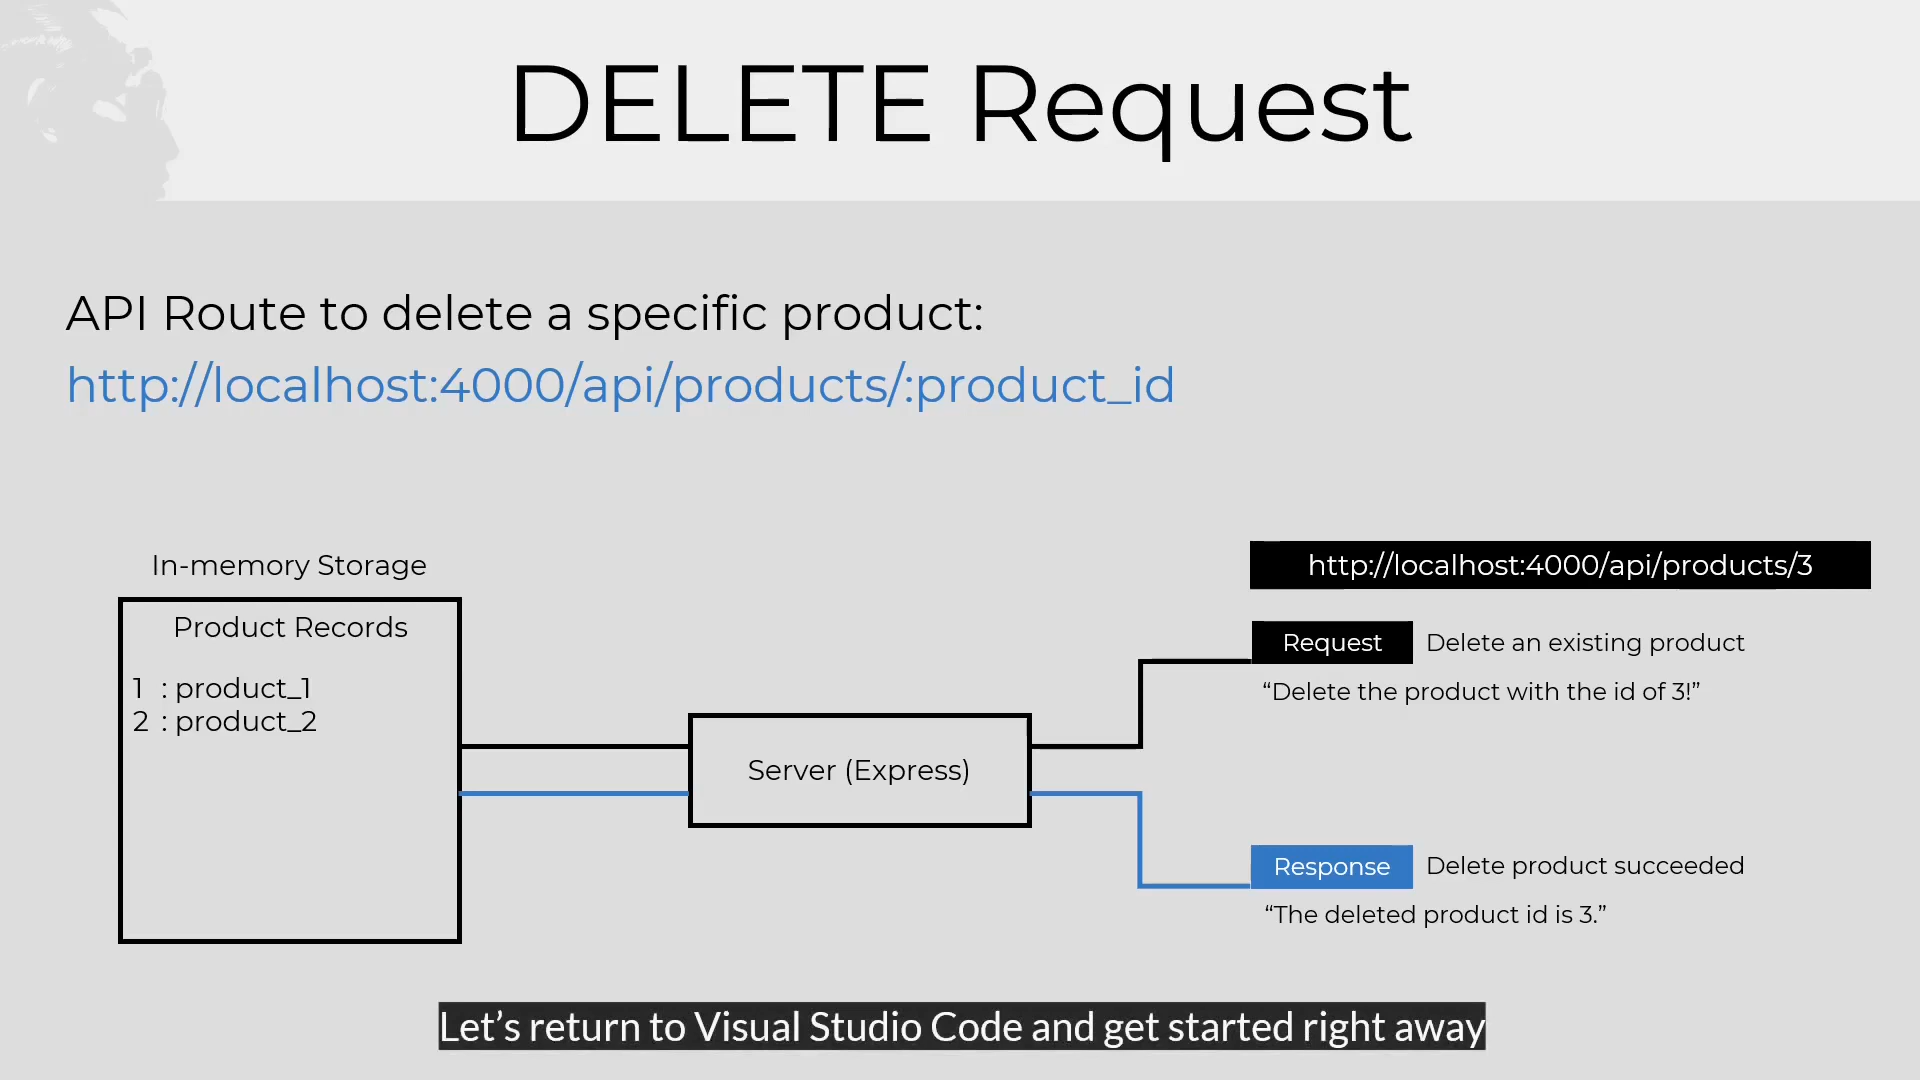 DELETE Request
API Route to delete a specific product:
http://localhost:4000/api/products/:product_id
In-memory Storage
Product Records
1 : product_1
2 : product_2
Server (Express)
http://localhost:4000/api/products/3
Request Delete an existing product
“Delete the product with the id of 3!”
Response Delete product succeeded
“The deleted product id is 3.”
Let’s return to Visual Studio Code and get started right away